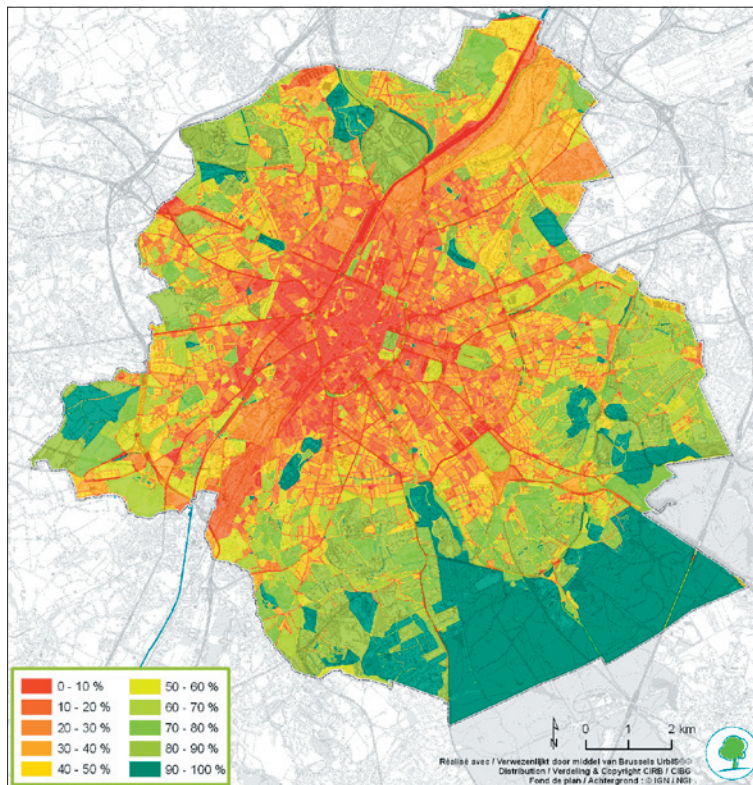 0 - 10 %
10 - 20 %
20 - 30 %
30 - 40 %
40 - 50 %
50 - 60 %
60 - 70 %
70 - 80 %
80 - 90 %
90 - 100 %
N
0 1 2 km
Réalisé avec / Verwezenlijkt door middel van Brussels UrbIS®©
Distribution / Verdeling & Copyright CIRB / CIBG
Fond de plan / Achtergrond : © IGN / NGI